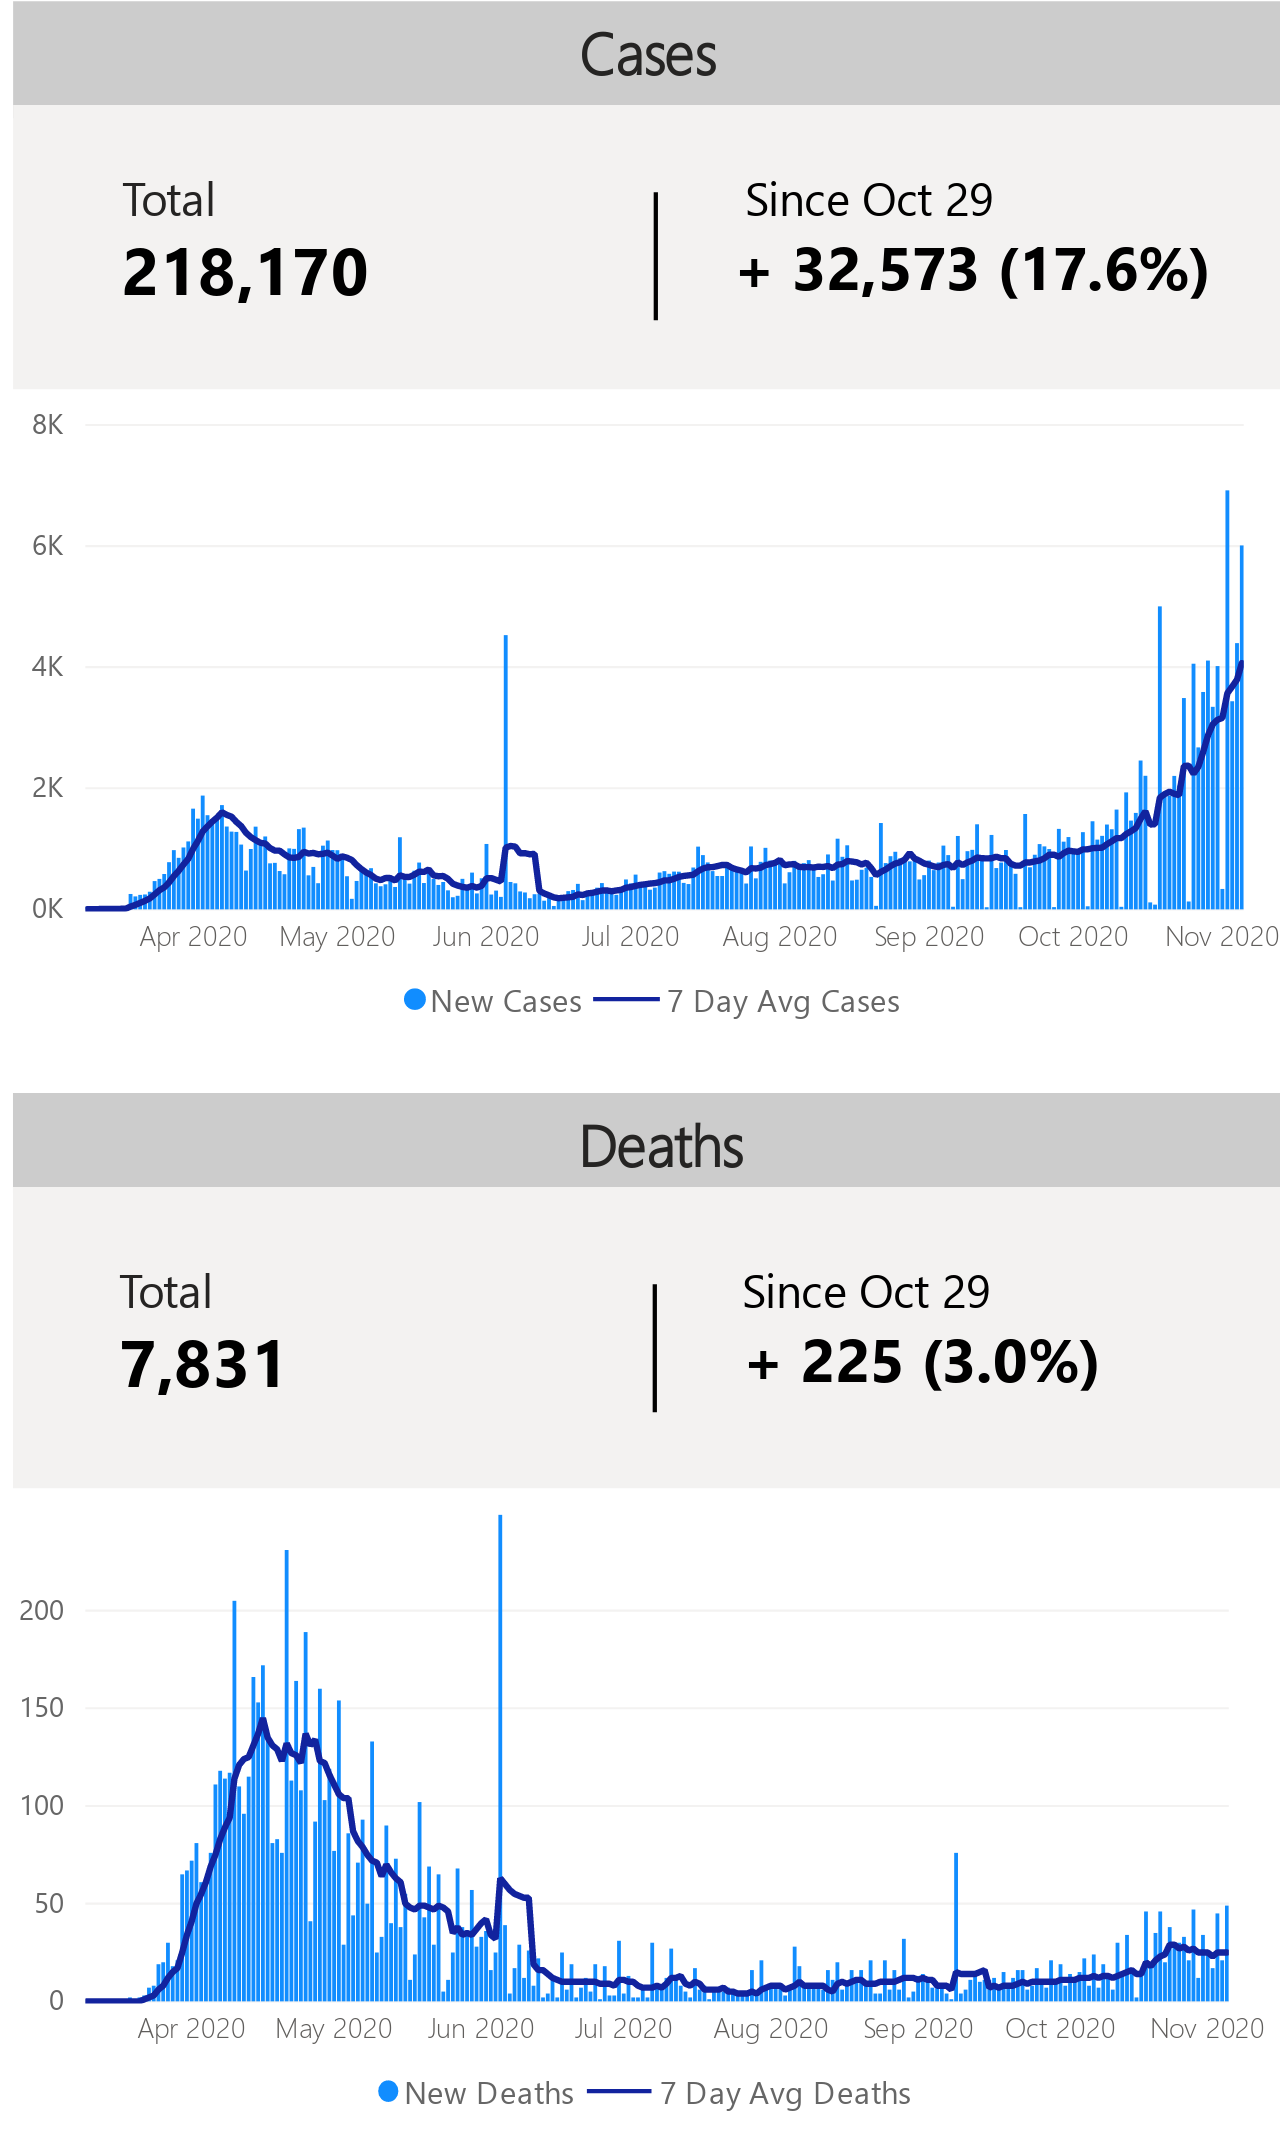 Cases
Total
Since Oct 29
218,170
+ 32,573 (17.6%)
8K
6K
4K
2K
0K
Apr 2020 May 2020 Jun 2020 Jul 2020 Aug 2020 Sep 2020 Oct 2020 Nov 2020
New Cases 7 Day Avg Cases
Deaths
Total
Since Oct 29
7,831
+ 225 (3.0%)
200
150
100
50
0
Apr 2020 May 2020 Jun 2020 Jul 2020 Aug 2020 Sep 2020 Oct 2020 Nov 2020
New Deaths 7 Day Avg Deaths